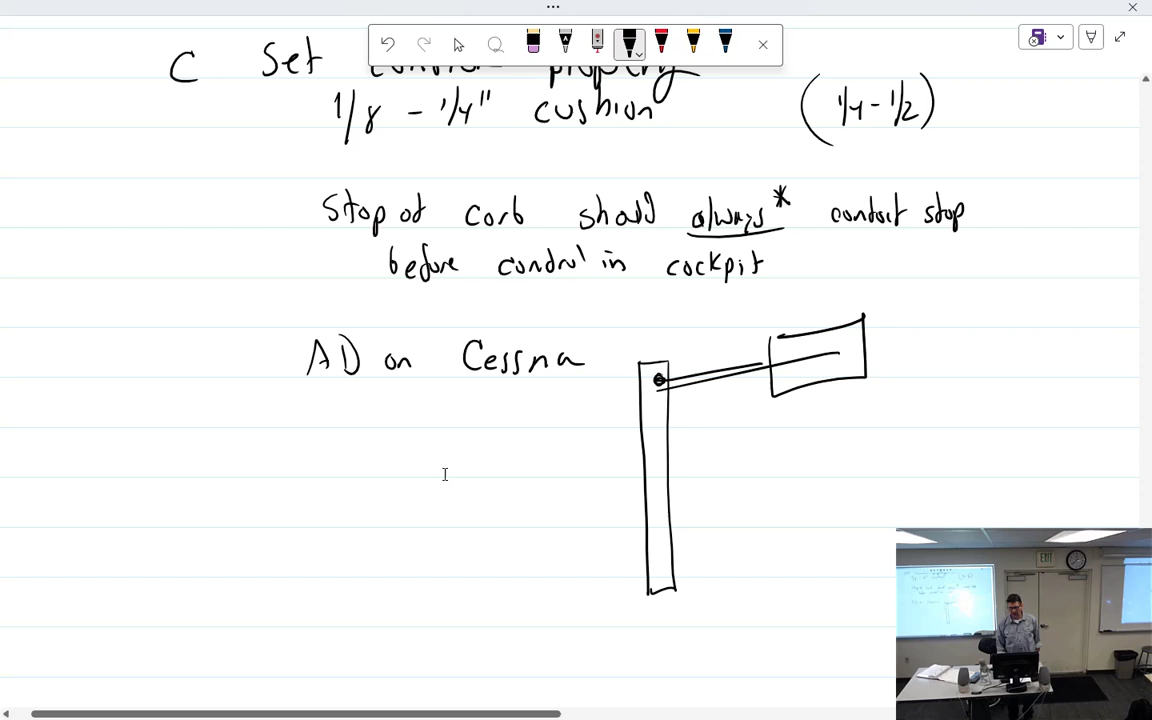 C Set
1/8 - 1/4" cushion (1/4 - 1/2)
Stop at carb should always* contact stop
before control in cockpit
AD on Cessna
EXIT